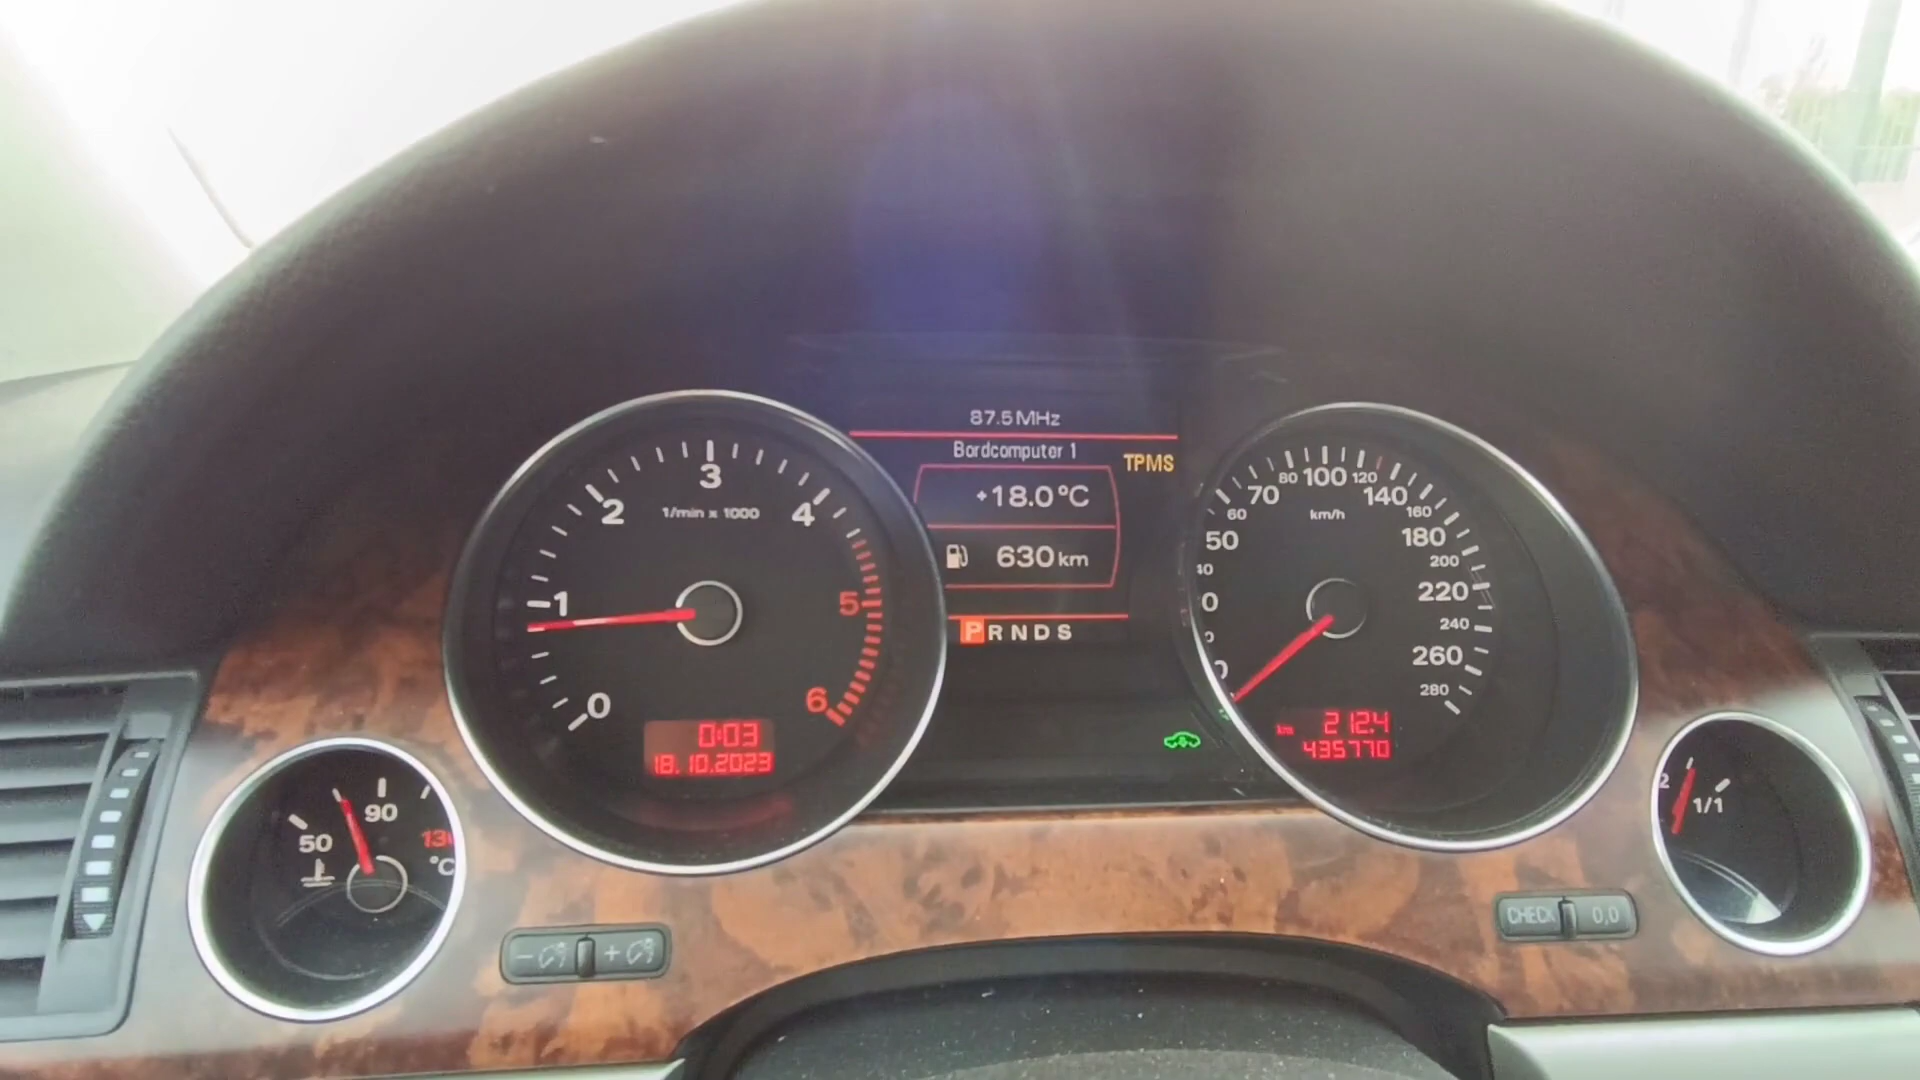 87.5 MHz
Bordcomputer 1
TPMS
+18.0°C
630 km
P R N D S
0 1 2 3 4 5 6
1/min x 1000
0:03
18.10.2023
50 60 70 80 100 120 140 160 180 200 220 240 260 280
km/h
km 212.4
435770
50 90
°C
1/1
CHECK 0,0